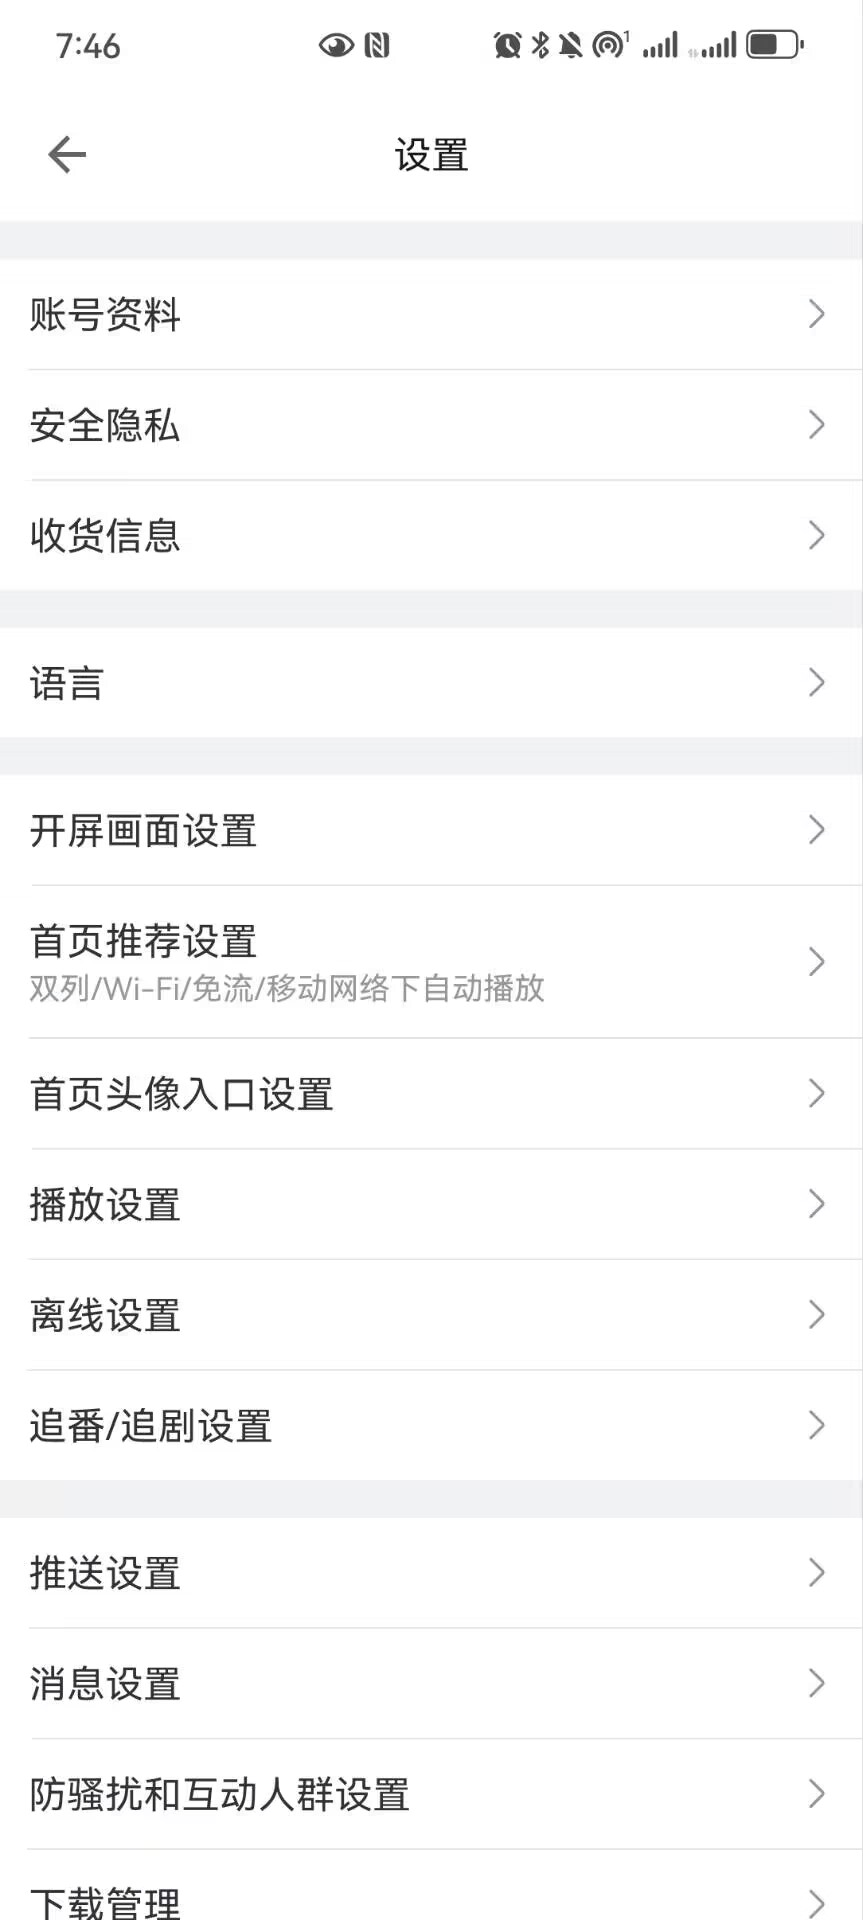 7:46
1
设置
账号资料
安全隐私
收货信息
语言
开屏画面设置
首页推荐设置
双列/Wi-Fi/免流/移动网络下自动播放
首页头像入口设置
播放设置
离线设置
追番/追剧设置
推送设置
消息设置
防骚扰和互动人群设置
下载管理